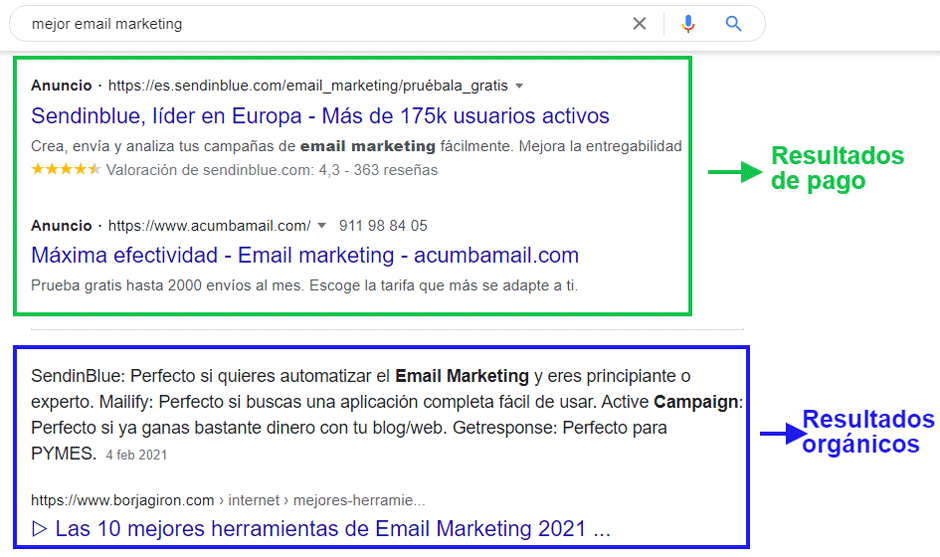 mejor email marketing
Anuncio · https://es.sendinblue.com/email_marketing/pruébala_gratis
Sendinblue, líder en Europa - Más de 175k usuarios activos
Crea, envía y analiza tus campañas de email marketing fácilmente. Mejora la entregabilidad
Valoración de sendinblue.com: 4,3 - 363 reseñas
Anuncio · https://www.acumbamail.com/ 911 98 84 05
Máxima efectividad - Email marketing - acumbamail.com
Prueba gratis hasta 2000 envíos al mes. Escoge la tarifa que más se adapte a ti.
Resultados
de pago
SendinBlue: Perfecto si quieres automatizar el Email Marketing y eres principiante o
experto. Mailify: Perfecto si buscas una aplicación completa fácil de usar. Active Campaign:
Perfecto si ya ganas bastante dinero con tu blog/web. Getresponse: Perfecto para
PYMES. 4 feb 2021
https://www.borjagiron.com › internet › mejores-herramie...
▷ Las 10 mejores herramientas de Email Marketing 2021 ...
Resultados
orgánicos